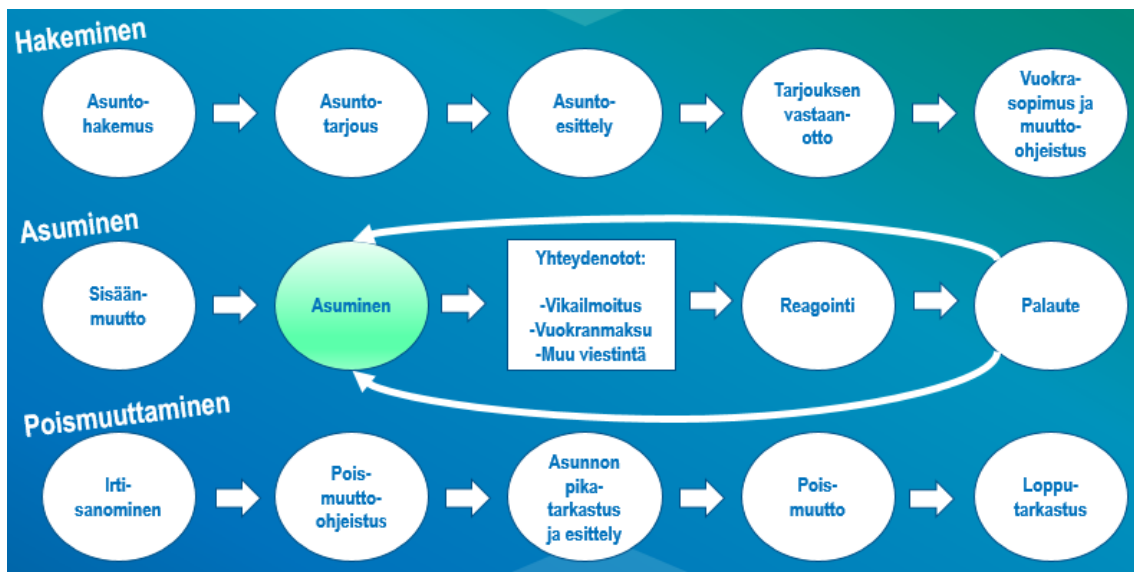 Hakeminen
Asunto-
hakemus
Asunto-
tarjous
Asunto-
esittely
Tarjouksen
vastaan-
otto
Vuokra-
sopimus ja
muutto-
ohjeistus
Asuminen
Sisään-
muutto
Asuminen
Yhteydenotot:
-Vikailmoitus
-Vuokranmaksu
-Muu viestintä
Reagointi
Palaute
Poismuuttaminen
Irti-
sanominen
Pois-
muutto-
ohjeistus
Asunnon
pika-
tarkastus
ja esittely
Pois-
muutto
Loppu-
tarkastus